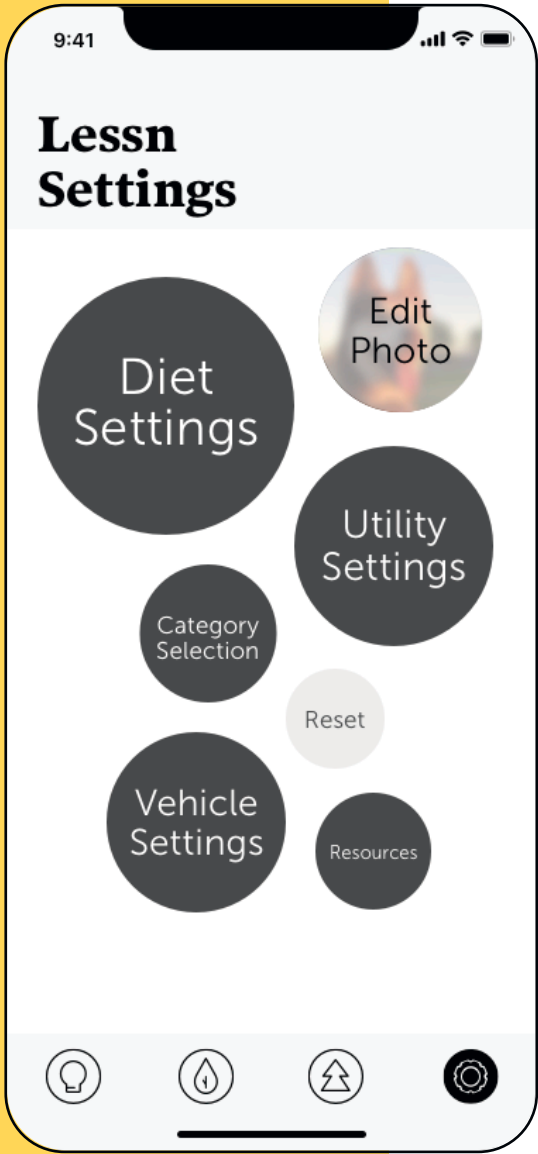 9:41
Lessn
Settings
Edit
Photo
Diet
Settings
Utility
Settings
Category
Selection
Reset
Vehicle
Settings
Resources